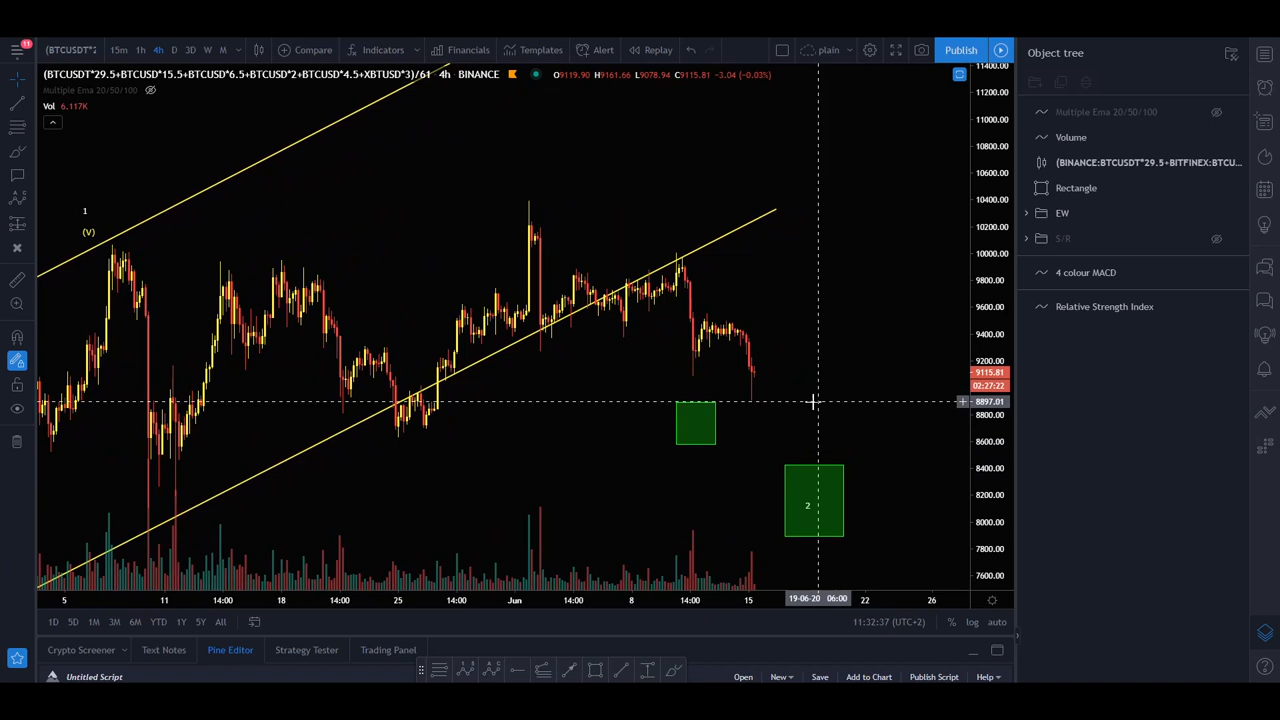 11
(BTCUSDT*2
15m 1h 4h D 3D W M
Compare
Indicators
Financials
Templates
Alert
Replay
plain
Publish
Object tree
(BTCUSDT*29.5+BTCUSD*15.5+BTCUSD*6.5+BTCUSD*2+BTCUSD*4.5+XBTUSD*3)/61 4h BINANCE
O9119.90 H9161.66 L9078.94 C9115.81 -3.04 (-0.03%)
Multiple Ema 20/50/100
Vol 6.117K
1
(V)
2
11400.00
11200.00
11000.00
10800.00
10600.00
10400.00
10200.00
10000.00
9800.00
9600.00
9400.00
9200.00
9115.81
02:27:22
8897.01
8800.00
8600.00
8400.00
8200.00
8000.00
7800.00
7600.00
5 11 14:00 18 14:00 25 14:00 Jun 14:00 8 14:00 15 19-06-20 06:00 22 26
1D 5D 1M 3M 6M YTD 1Y 5Y All
11:32:37 (UTC+2) % log auto
Crypto Screener
Text Notes
Pine Editor
Strategy Tester
Trading Panel
Untitled Script
Open New Save Add to Chart Publish Script Help
Multiple Ema 20/50/100
Volume
(BINANCE:BTCUSDT*29.5+BITFINEX:BTCU...
Rectangle
EW
S/R
4 colour MACD
Relative Strength Index